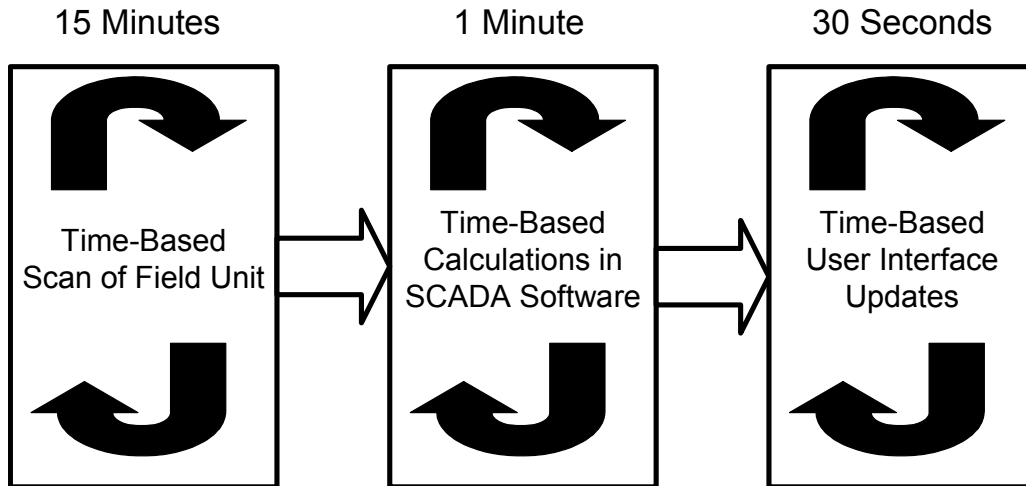 15 Minutes
1 Minute
30 Seconds
Time-Based
Scan of Field Unit
Time-Based
Calculations in
SCADA Software
Time-Based
User Interface
Updates